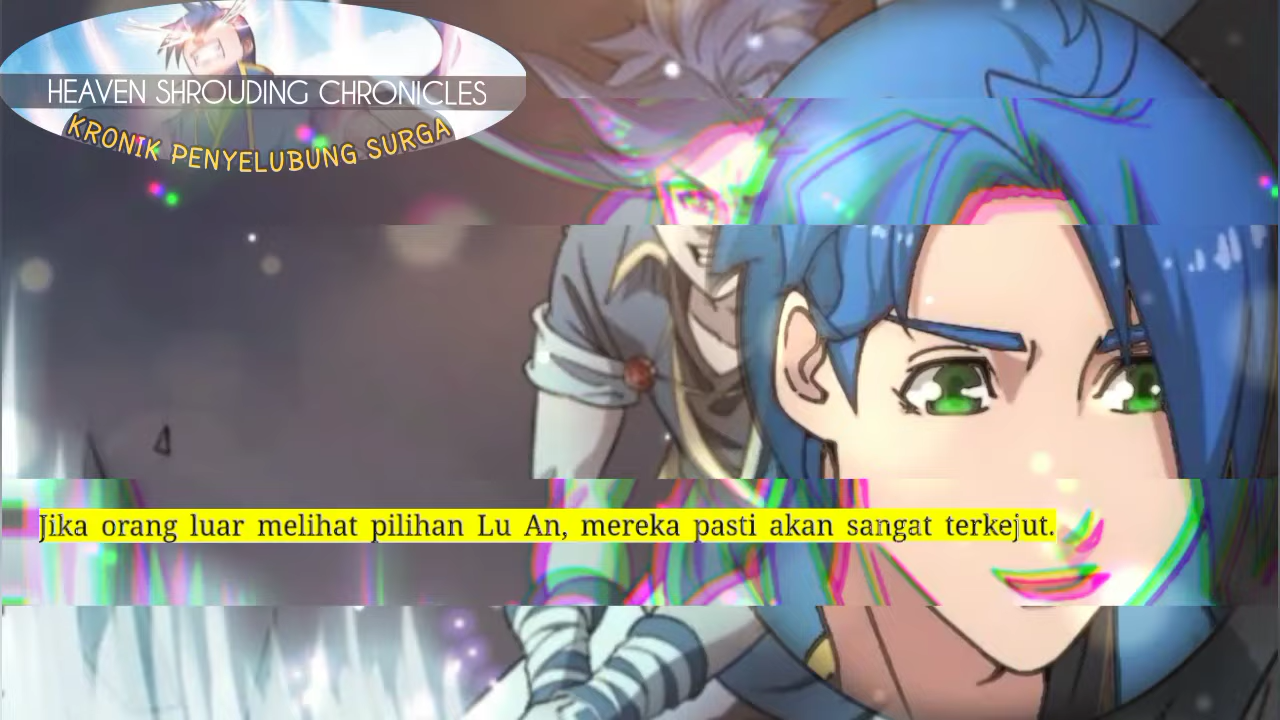 HEAVEN SHROUDING CHRONICLES
KRONIK PENYELUBUNG SURGA
Jika orang luar melihat pilihan Lu An, mereka pasti akan sangat terkejut.